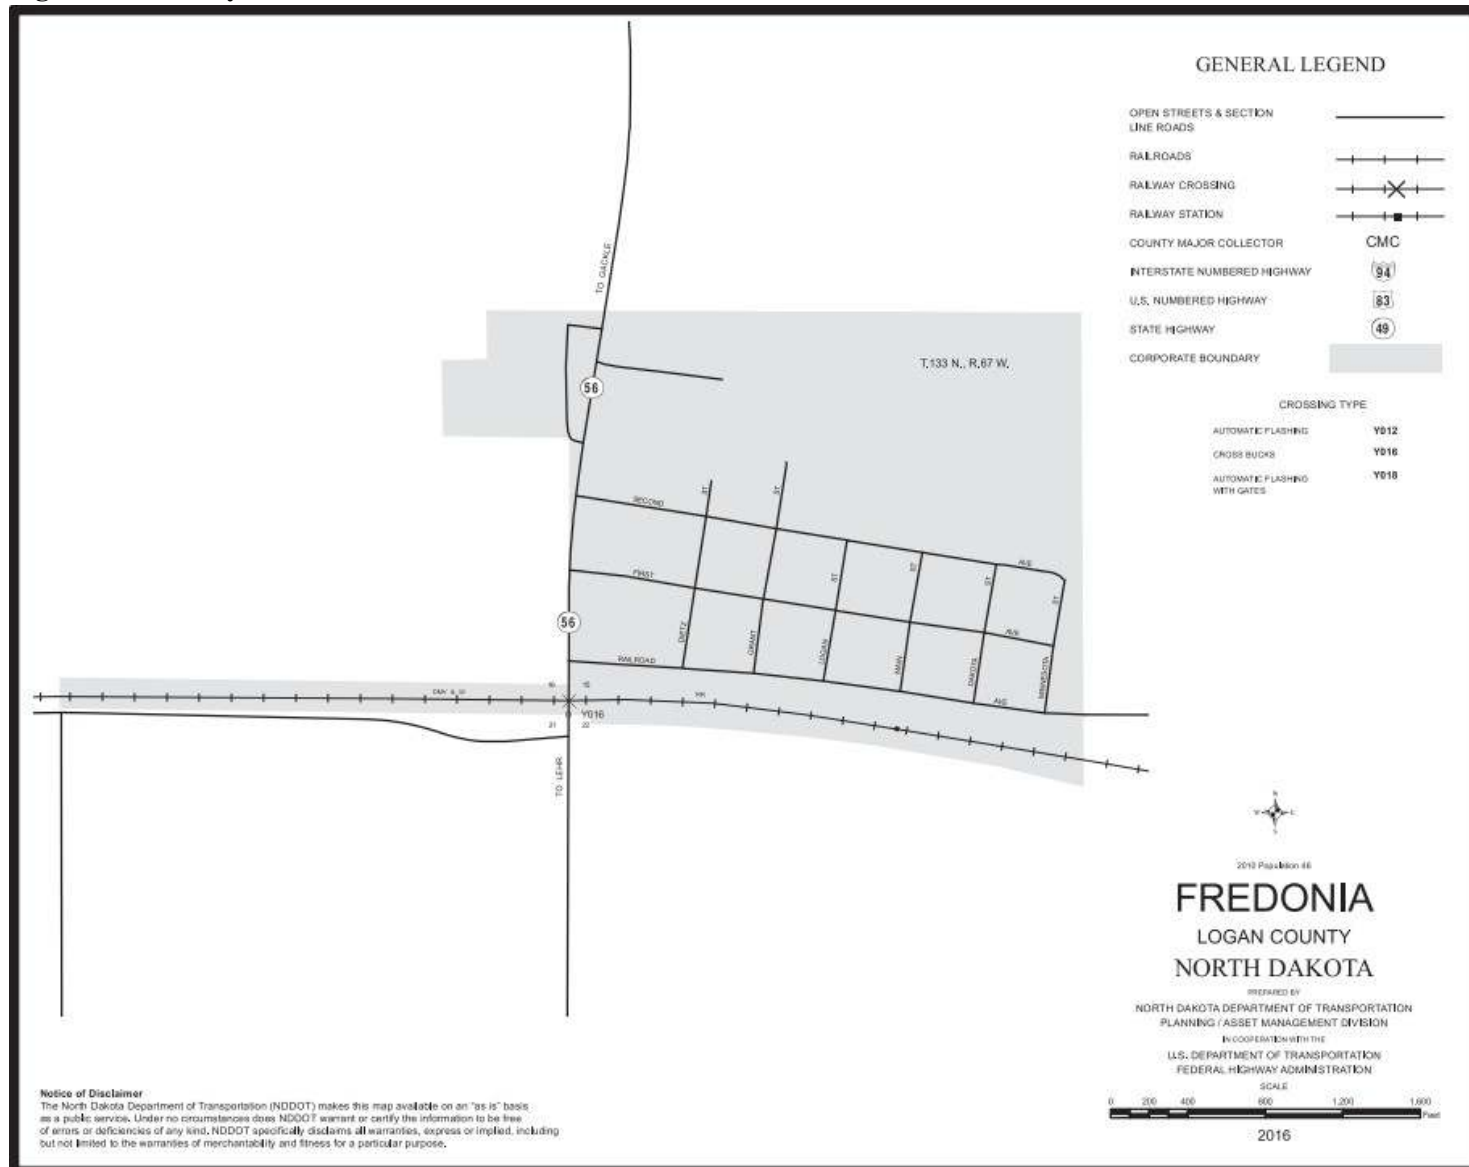 GENERAL LEGEND
OPEN STREETS & SECTION
LINE ROADS
RAILROADS
RAILWAY CROSSING
RAILWAY STATION
COUNTY MAJOR COLLECTOR
CMC
INTERSTATE NUMBERED HIGHWAY
94
U.S. NUMBERED HIGHWAY
83
STATE HIGHWAY
49
CORPORATE BOUNDARY
CROSSING TYPE
AUTOMATIC FLASHING
Y012
CROSS BUCKS
Y016
AUTOMATIC FLASHING
WITH GATES
Y018
TO GACKLE
T.133 N., R.67 W.
56
SECOND
ST
ST
AVE
FIRST
ST
ST
ST
ST
AVE
56
DIETZ
GRANT
LOGAN
MAIN
DAKOTA
MINNESOTA
RAILROAD
AVE
16
15
RR
Y016
21
22
TO LEHR
N
W
E
S
2010 Population 46
FREDONIA
LOGAN COUNTY
NORTH DAKOTA
PREPARED BY
NORTH DAKOTA DEPARTMENT OF TRANSPORTATION
PLANNING / ASSET MANAGEMENT DIVISION
IN COOPERATION WITH THE
U.S. DEPARTMENT OF TRANSPORTATION
FEDERAL HIGHWAY ADMINISTRATION
SCALE
0 200 400 800 1,200 1,600
Feet
2016
Notice of Disclaimer
The North Dakota Department of Transportation (NDDOT) makes this map available on an "as is" basis
as a public service. Under no circumstances does NDDOT warrant or certify the information to be free
of errors or deficiencies of any kind. NDDOT specifically disclaims all warranties, express or implied, including
but not limited to the warranties of merchantability and fitness for a particular purpose.